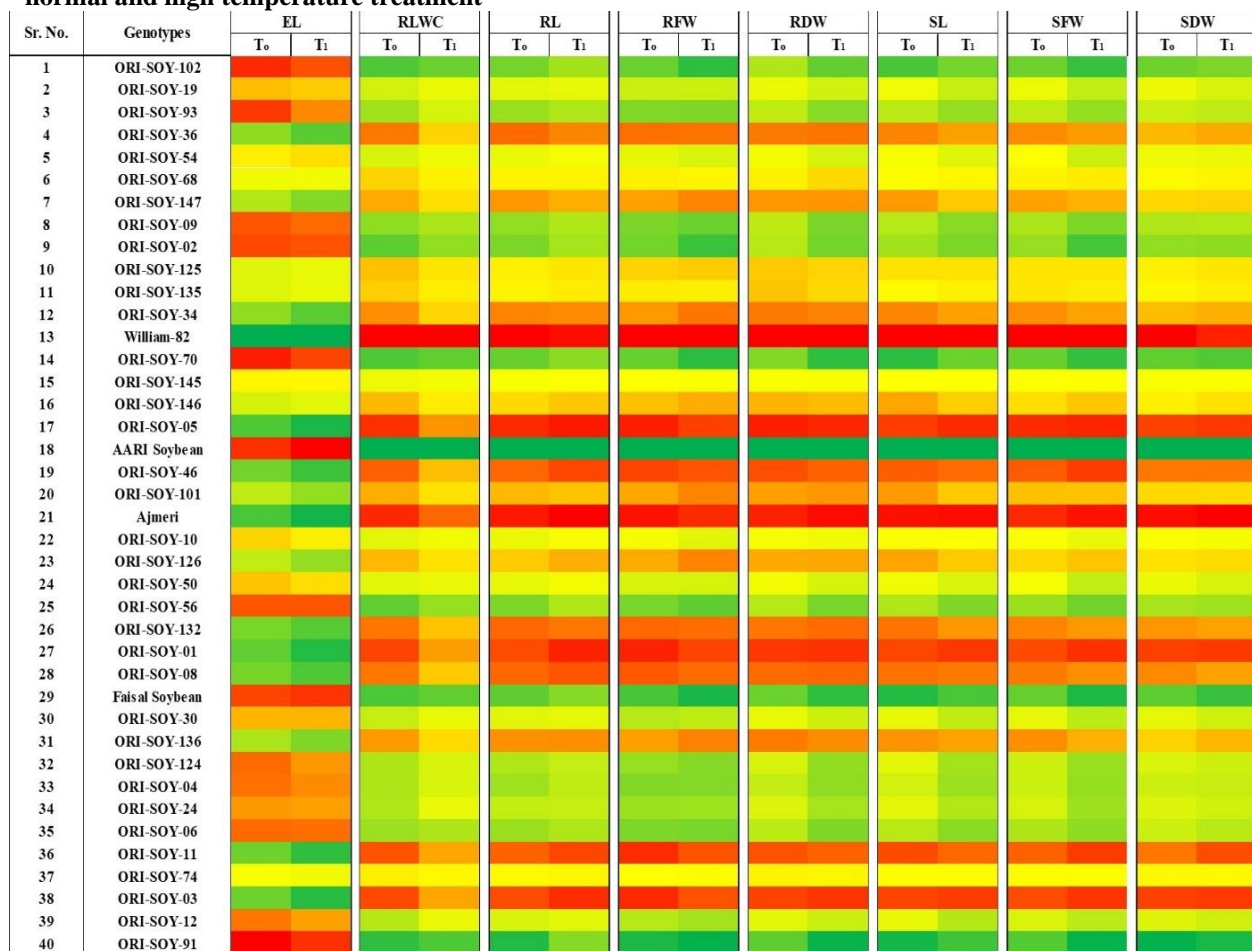 normal and high temperature treatment
Sr. No. Genotypes EL RLWC RL RFW RDW SL SFW SDW
To T1 To T1 To T1 To T1 To T1 To T1 To T1 To T1
1 ORI-SOY-102
2 ORI-SOY-19
3 ORI-SOY-93
4 ORI-SOY-36
5 ORI-SOY-54
6 ORI-SOY-68
7 ORI-SOY-147
8 ORI-SOY-09
9 ORI-SOY-02
10 ORI-SOY-125
11 ORI-SOY-135
12 ORI-SOY-34
13 William-82
14 ORI-SOY-70
15 ORI-SOY-145
16 ORI-SOY-146
17 ORI-SOY-05
18 AARI Soybean
19 ORI-SOY-46
20 ORI-SOY-101
21 Ajmeri
22 ORI-SOY-10
23 ORI-SOY-126
24 ORI-SOY-50
25 ORI-SOY-56
26 ORI-SOY-132
27 ORI-SOY-01
28 ORI-SOY-08
29 Faisal Soybean
30 ORI-SOY-30
31 ORI-SOY-136
32 ORI-SOY-124
33 ORI-SOY-04
34 ORI-SOY-24
35 ORI-SOY-06
36 ORI-SOY-11
37 ORI-SOY-74
38 ORI-SOY-03
39 ORI-SOY-12
40 ORI-SOY-91